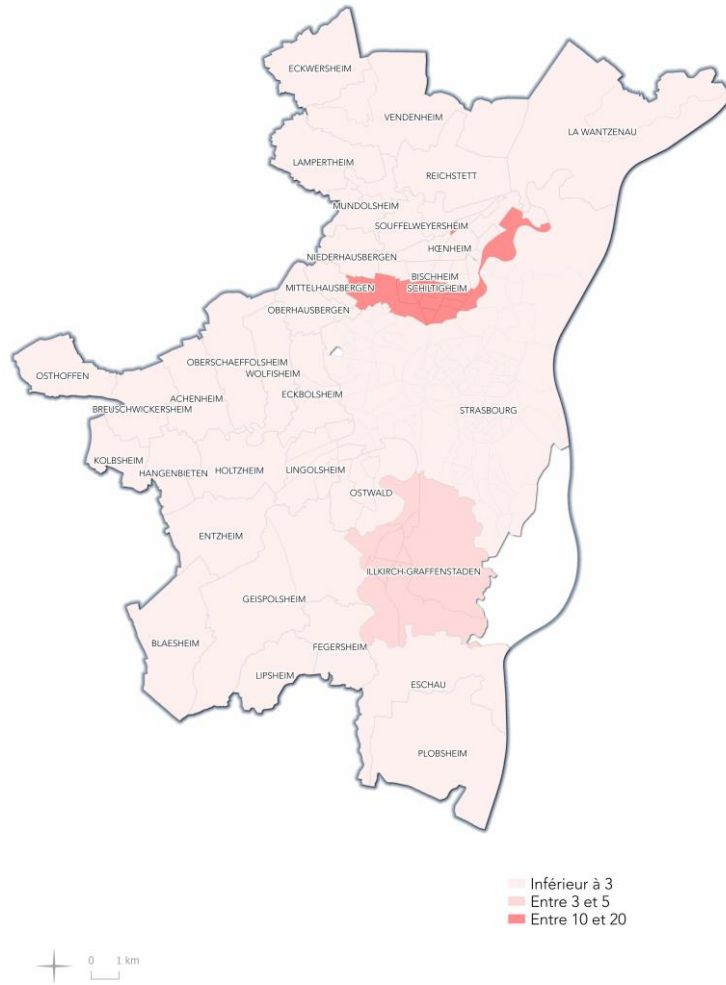 ECKWERSHEIM
VENDENHEIM
LA WANTZENAU
LAMPERTHEIM
REICHSTETT
MUNDOLSHEIM
SOUFFELWEYERSHEIM
HŒNHEIM
NIEDERHAUSBERGEN
BISCHHEIM
MITTELHAUSBERGEN
SCHILTIGHEIM
OBERHAUSBERGEN
OBERSCHAEFFOLSHEIM
WOLFISHEIM
OSTHOFFEN
ACHENHEIM
ECKBOLSHEIM
BREUSCHWICKERSHEIM
STRASBOURG
KOLBSHEIM
HANGENBIETEN
HOLTZHEIM
LINGOLSHEIM
OSTWALD
ENTZHEIM
ILLKIRCH-GRAFFENSTADEN
GEISPOLSHEIM
BLAESHEIM
FEGERSHEIM
LIPSHEIM
ESCHAU
PLOBSHEIM
Inférieur à 3
Entre 3 et 5
Entre 10 et 20
0 1 km